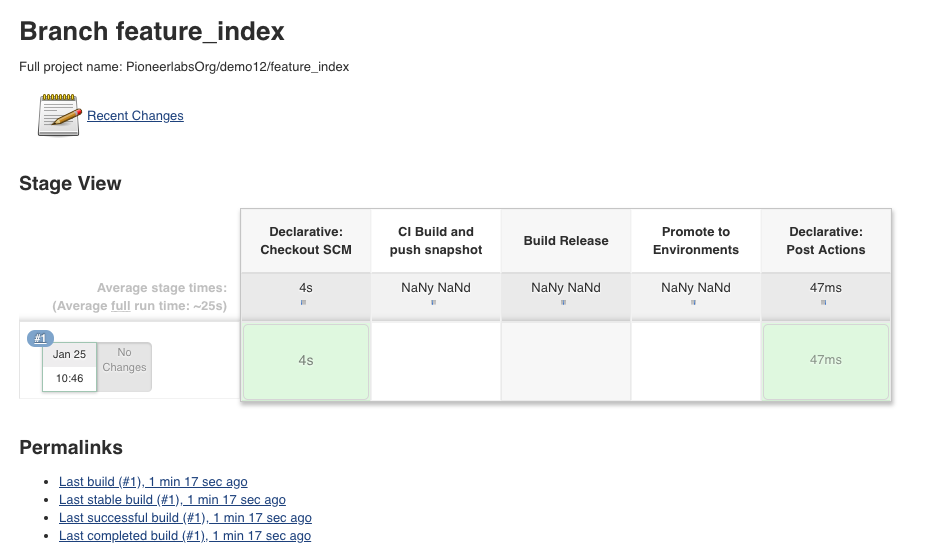 Branch feature_index
Full project name: PioneerlabsOrg/demo12/feature_index
Recent Changes
Stage View
Declarative:
Checkout SCM
CI Build and
push snapshot
Build Release
Promote to
Environments
Declarative:
Post Actions
Average stage times:
(Average full run time: ~25s)
4s
NaNy NaNd
NaNy NaNd
NaNy NaNd
47ms
#1
Jan 25
10:46
No
Changes
4s
47ms
Permalinks
Last build (#1), 1 min 17 sec ago
Last stable build (#1), 1 min 17 sec ago
Last successful build (#1), 1 min 17 sec ago
Last completed build (#1), 1 min 17 sec ago